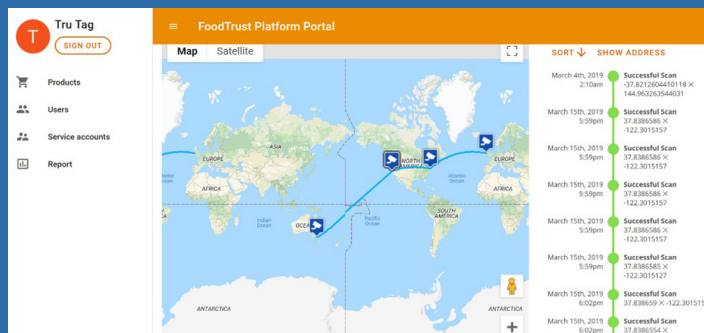 T
Tru Tag
SIGN OUT
Products
Users
Service accounts
Report
FoodTrust Platform Portal
Map Satellite
ASIA
EUROPE
AFRICA
Indian
Ocean
OCEA
Pacific
Ocean
NORTH
AMERICA
Atlantic
Ocean
SOUTH
AMERICA
EUROPE
AFRICA
ANTARCTICA
ANTARCTICA
SORT SHOW ADDRESS
March 4th, 2019 Successful Scan
2:10am -37.8212604410118 ×
144.963263544031
March 15th, 2019 Successful Scan
5:59pm 37.8386586 ×
-122.3015157
March 15th, 2019 Successful Scan
5:59pm 37.8386586 ×
-122.3015157
March 15th, 2019 Successful Scan
5:59pm 37.8386586 ×
-122.3015157
March 15th, 2019 Successful Scan
5:59pm 37.8386586 ×
-122.3015157
March 15th, 2019 Successful Scan
5:59pm 37.8386585 ×
-122.3015127
March 15th, 2019 Successful Scan
6:02pm 37.838659 × -122.301515
March 15th, 2019 Successful Scan
6:02pm 37.8386554 ×